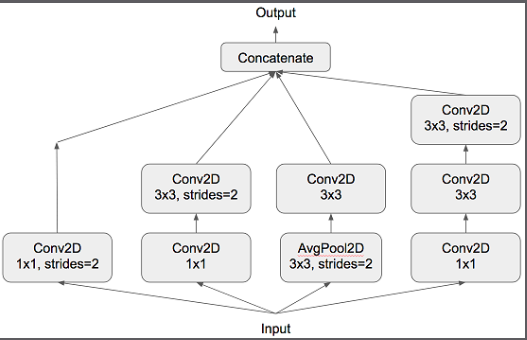 Output
Concatenate
Conv2D
3x3, strides=2
Conv2D
3x3, strides=2
Conv2D
3x3
Conv2D
3x3
Conv2D
1x1, strides=2
Conv2D
1x1
AvgPool2D
3x3, strides=2
Conv2D
1x1
Input